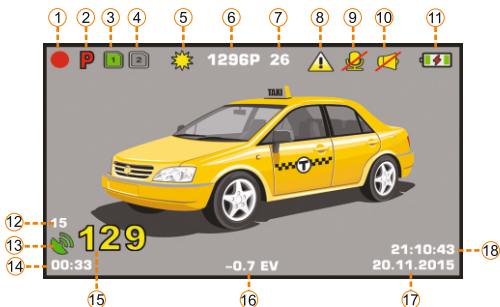 1 2 3 4 5 6 7 8 9 10 11
P 1 2 1296P 26
TAXI
T
12 15
13 129 21:10:43 18
14 00:33 -0.7 EV 20.11.2015
15 16 17